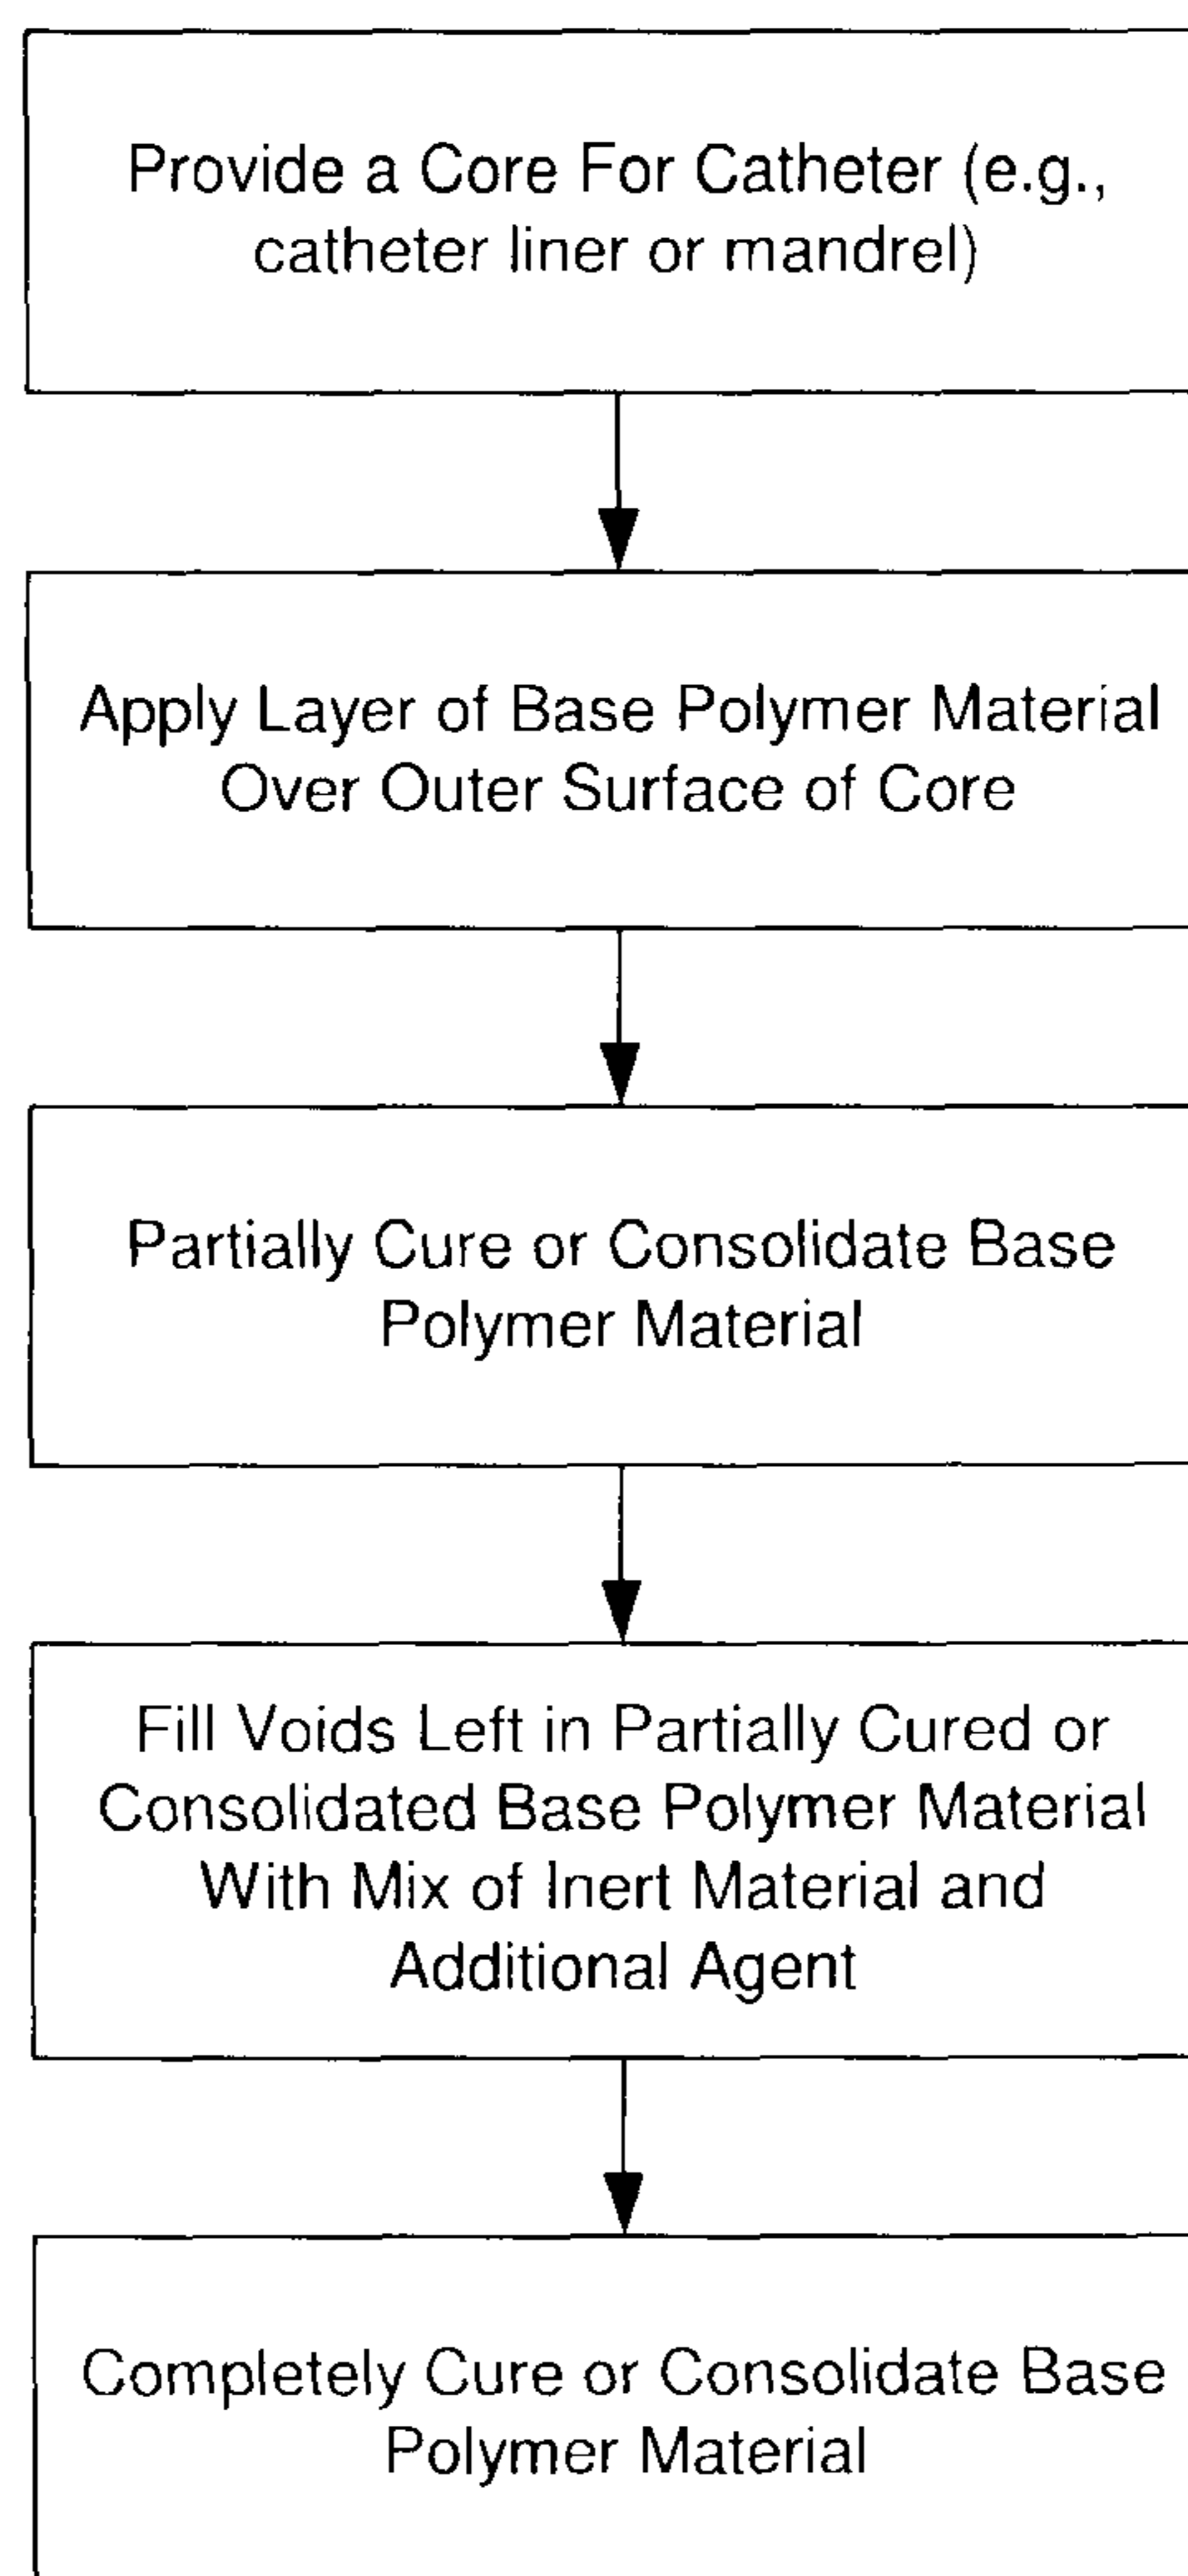 Provide a Core For Catheter (e.g.,
catheter liner or mandrel)
Apply Layer of Base Polymer Material
Over Outer Surface of Core
Partially Cure or Consolidate Base
Polymer Material
Fill Voids Left in Partially Cured or
Consolidated Base Polymer Material
With Mix of Inert Material and
Additional Agent
Completely Cure or Consolidate Base
Polymer Material